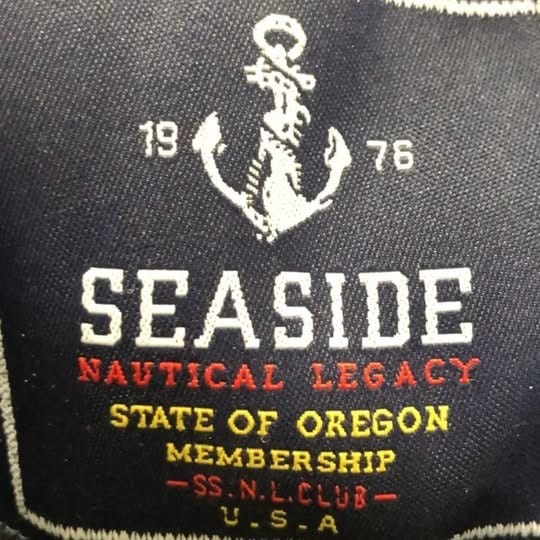 19 76
SEASIDE
NAUTICAL LEGACY
STATE OF OREGON
MEMBERSHIP
-SS.N.L.CLUB-
U.S.A